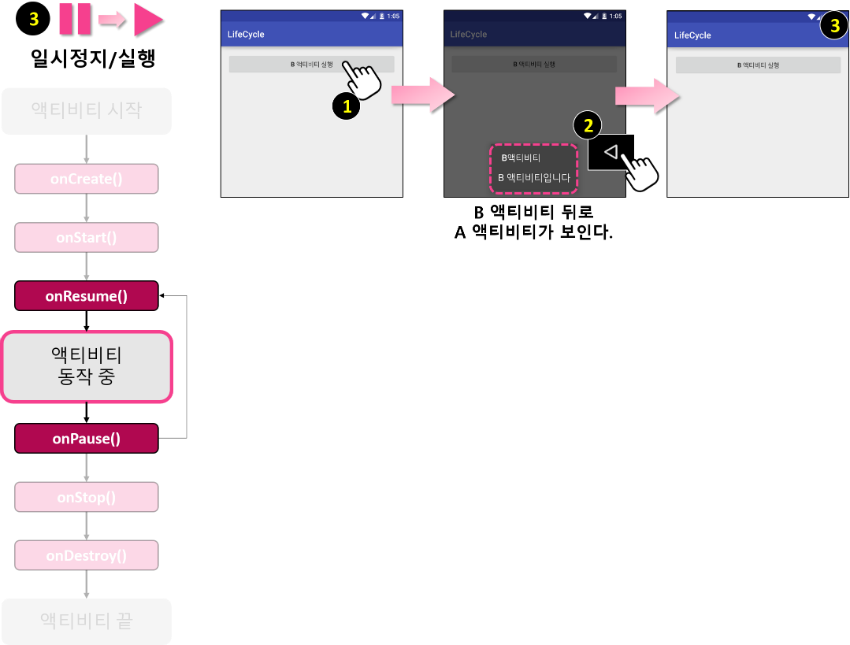 3
일시정지/실행
액티비티 시작
onCreate()
onStart()
onResume()
액티비티
동작 중
onPause()
onStop()
onDestroy()
액티비티 끝
1:05
LifeCycle
B 액티비티 실행
1
1:05
LifeCycle
B 액티비티 실행
B액티비티
B 액티비티입니다
2
B 액티비티 뒤로
A 액티비티가 보인다.
3
LifeCycle
B 액티비티 실행